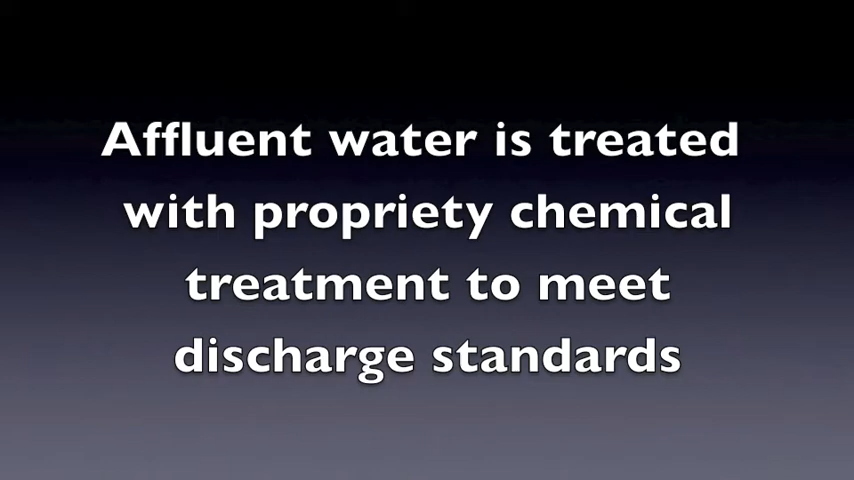 Affluent water is treated
with propriety chemical
treatment to meet
discharge standards